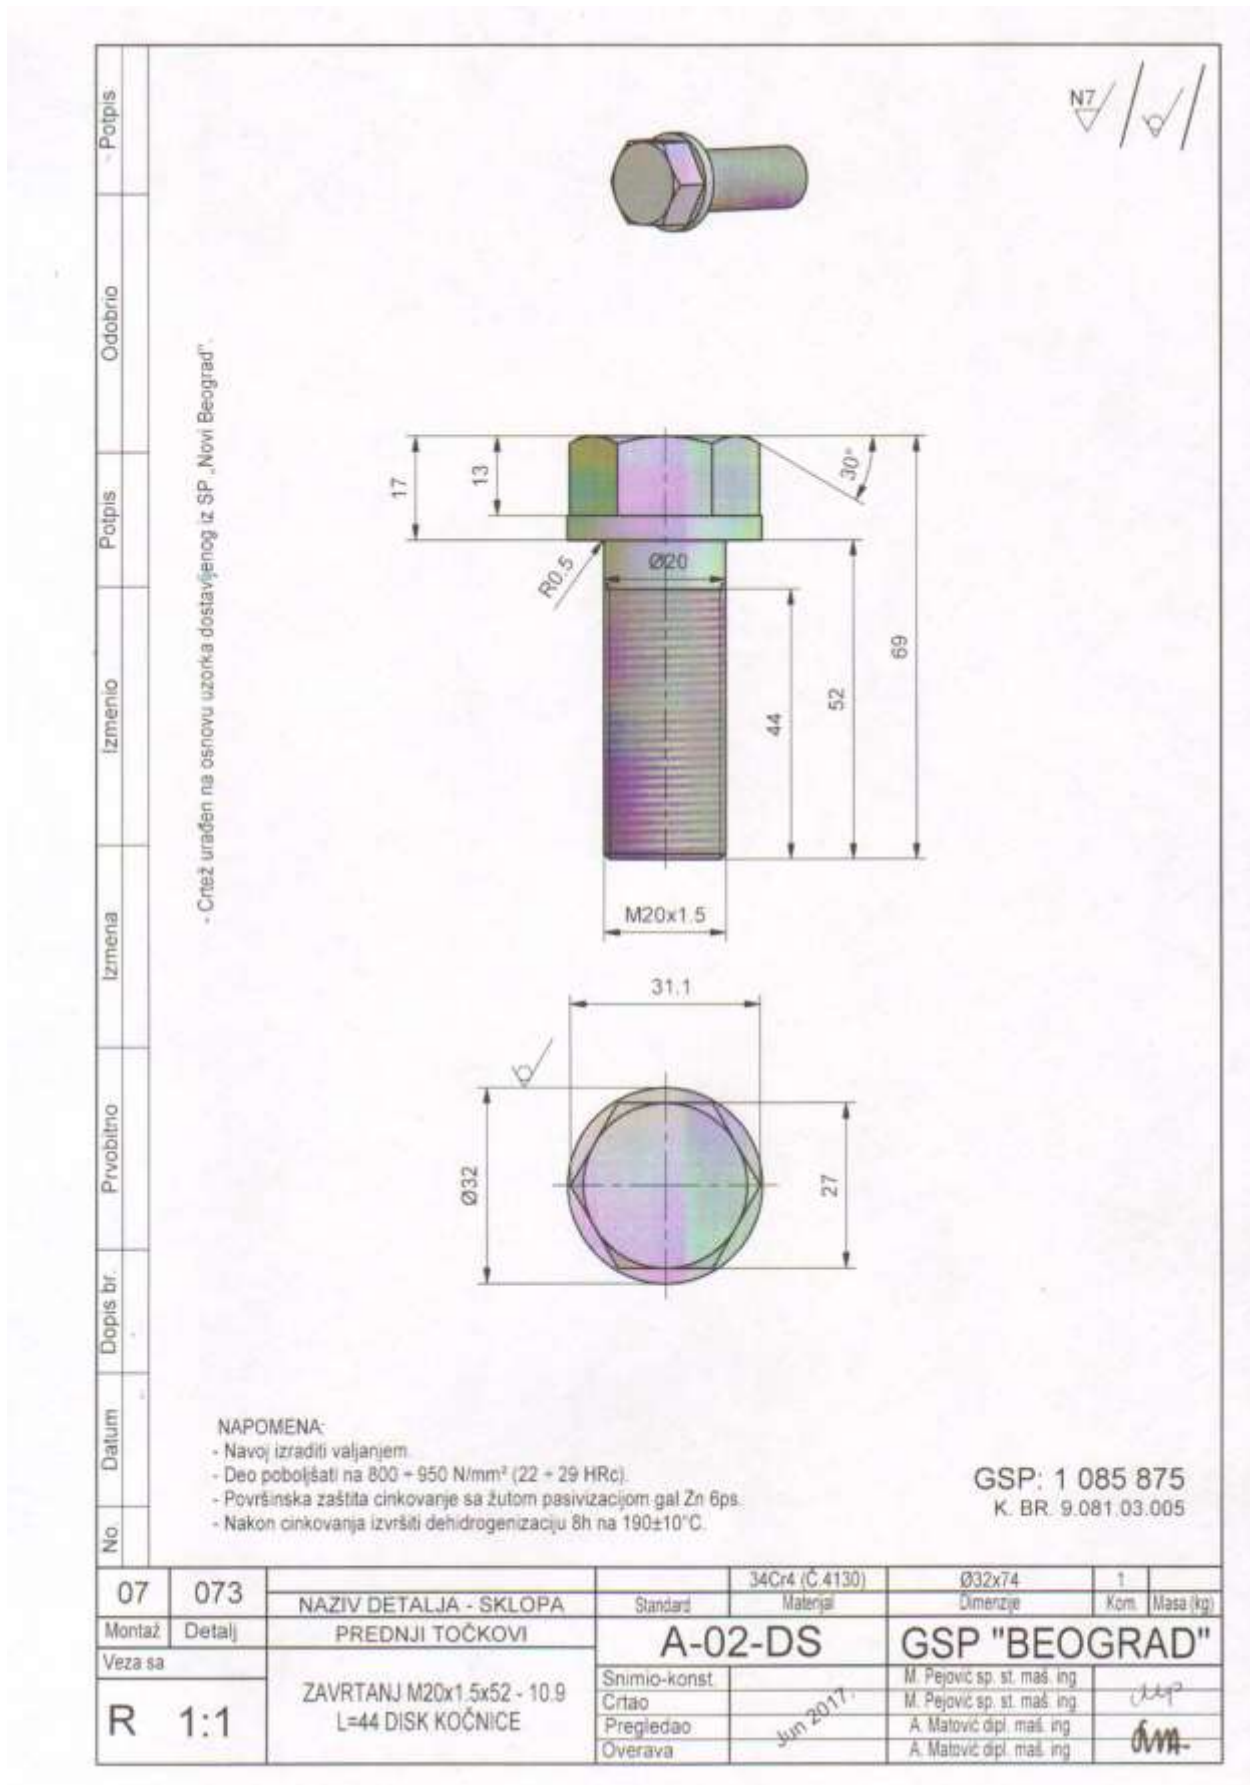 N7
Potpis
Odobrio
Potpis
Izmenio
Izmena
Prvobitno
Dopis br.
Datum
No.
- Crtež urađen na osnovu uzorka dostavljenog iz SP „Novi Beograd".
17
13
30°
R0.5
Ø20
44
52
69
M20x1.5
31.1
Ø32
27
NAPOMENA:
- Navoj izraditi valjanjem.
- Deo poboljšati na 800 ÷ 950 N/mm² (22 ÷ 29 HRc).
- Površinska zaštita cinkovanje sa žutom pasivizacijom gal Zn 6ps.
- Nakon cinkovanja izvršiti dehidrogenizaciju 8h na 190±10°C.
GSP: 1 085 875
K. BR. 9.081.03.005
07 073 34Cr4 (Č.4130) Ø32x74 1
NAZIV DETALJA - SKLOPA Standard Materijal Dimenzije Kom. Masa (kg)
Montaž Detalj PREDNJI TOČKOVI A-02-DS GSP "BEOGRAD"
Veza sa
R 1:1
ZAVRTANJ M20x1.5x52 - 10.9
L=44 DISK KOČNICE
Snimio-konst. M. Pejović sp. st. maš. ing
Crtao M. Pejović sp. st. maš. ing
Pregledao A. Matović dipl. maš. ing
Overava A. Matović dipl. maš. ing
Jun 2017.